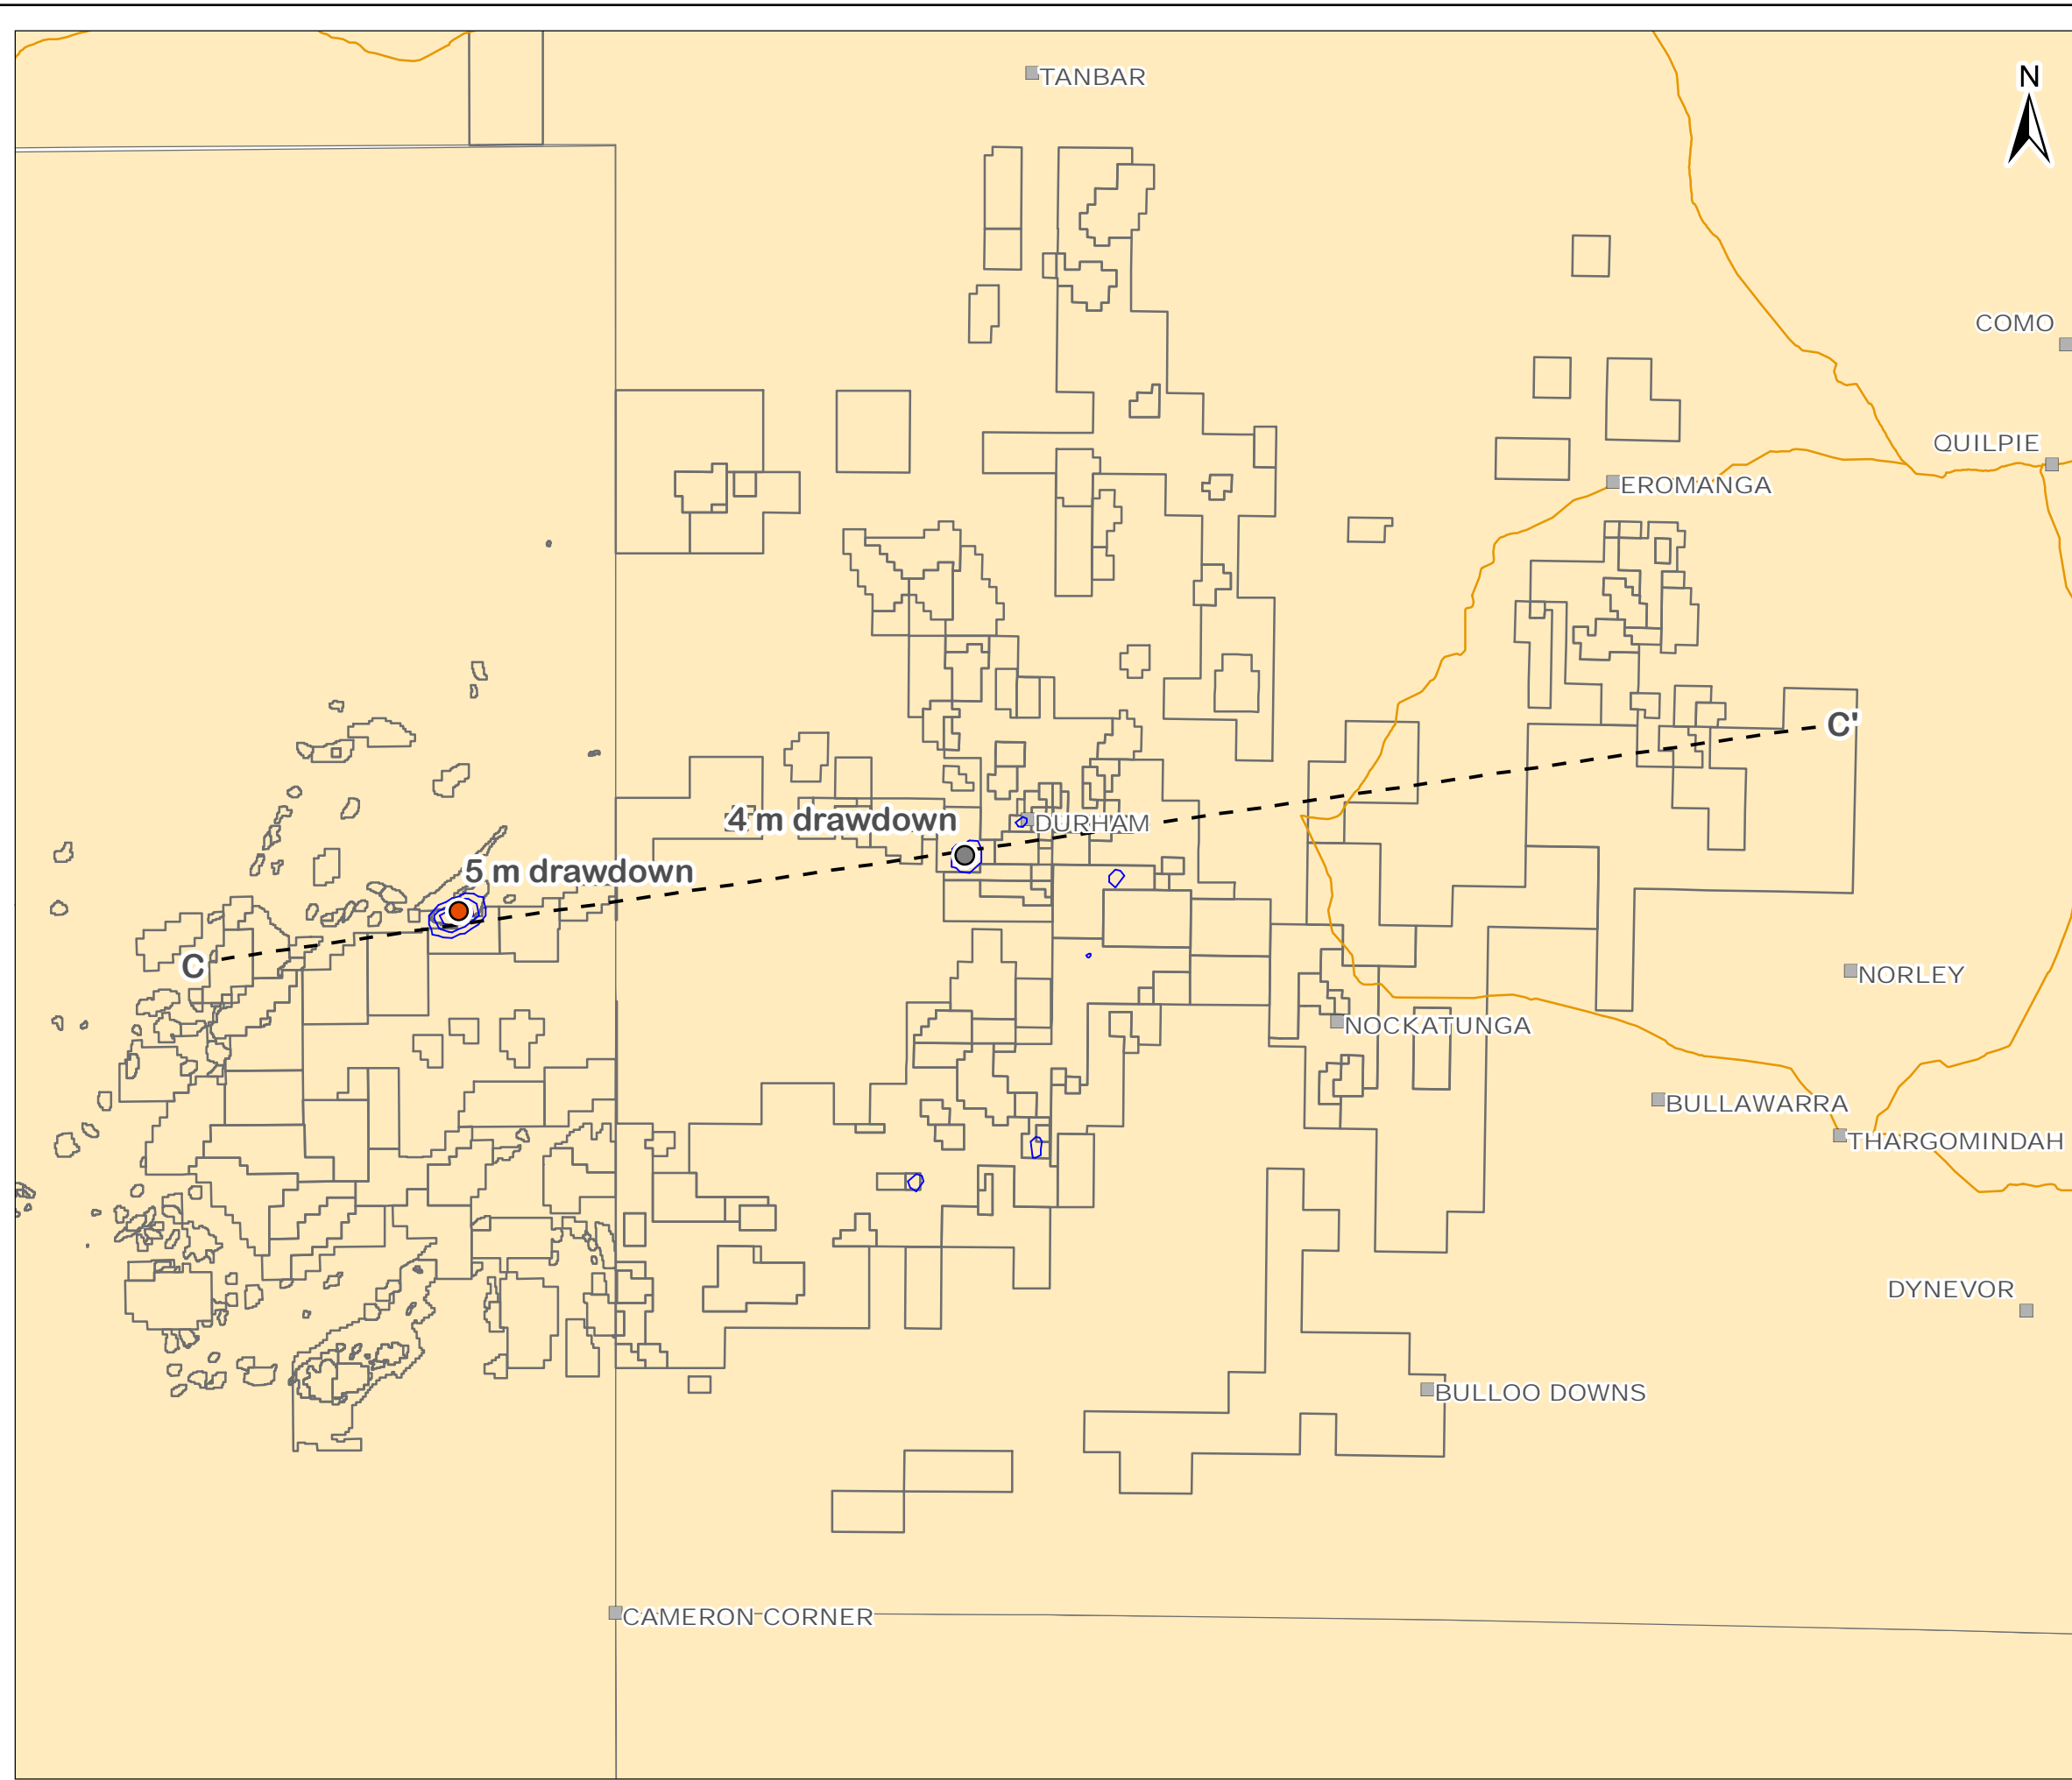 TANBAR
N
COMO
QUILPIE
EROMANGA
C'
4 m drawdown
DURHAM
5 m drawdown
C
NORLEY
NOCKATUNGA
BULLAWARRA
THARGOMINDAH
DYNEVOR
BULLOO DOWNS
CAMERON CORNER